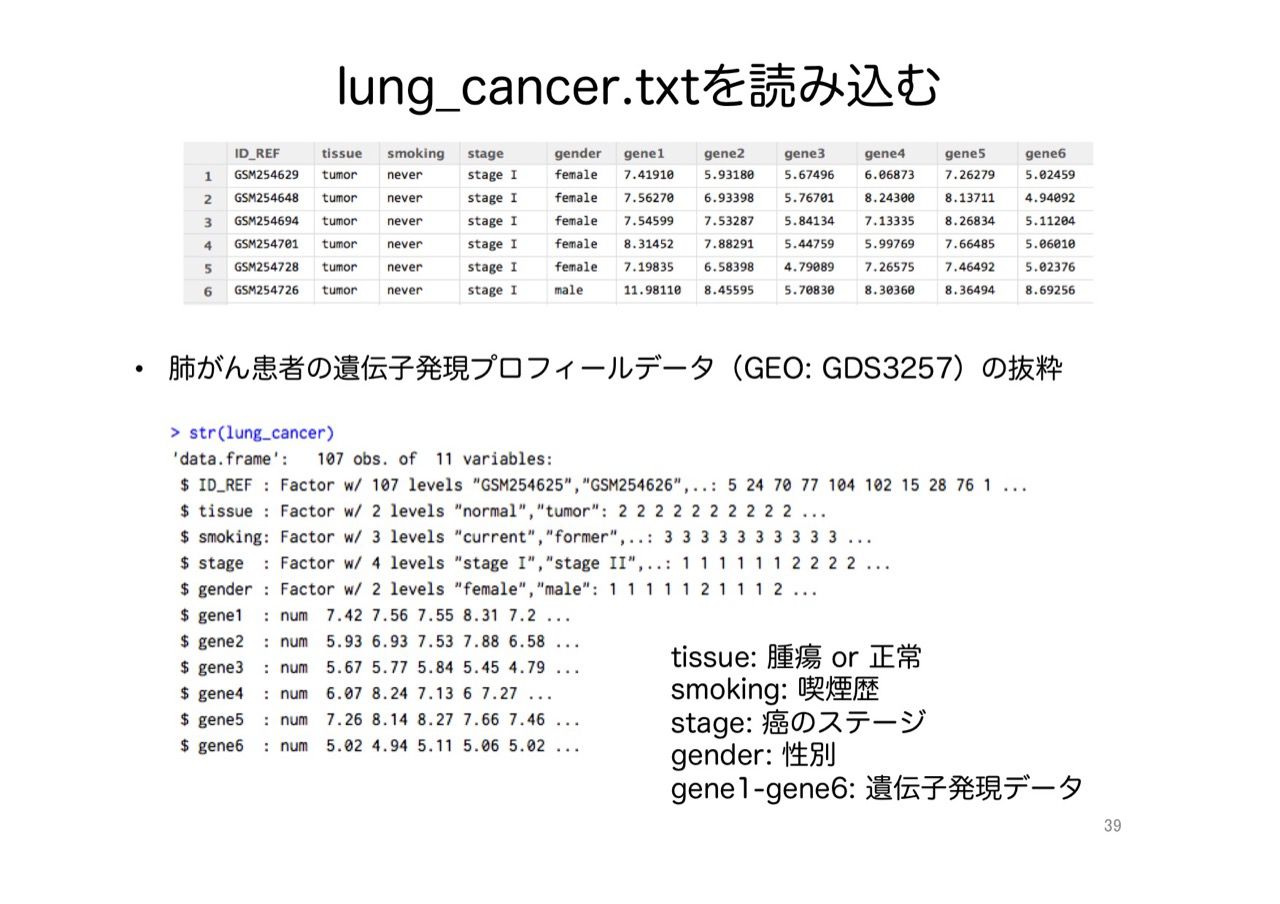 lung_cancer.txtを読み込む
ID_REF tissue smoking stage gender gene1 gene2 gene3 gene4 gene5 gene6
1 GSM254629 tumor never stage I female 7.41910 5.93180 5.67496 6.06873 7.26279 5.02459
2 GSM254648 tumor never stage I female 7.56270 6.93398 5.76701 8.24300 8.13711 4.94092
3 GSM254694 tumor never stage I female 7.54599 7.53287 5.84134 7.13335 8.26834 5.11204
4 GSM254701 tumor never stage I female 8.31452 7.88291 5.44759 5.99769 7.66485 5.06010
5 GSM254728 tumor never stage I female 7.19835 6.58398 4.79089 7.26575 7.46492 5.02376
6 GSM254726 tumor never stage I male 11.98110 8.45595 5.70830 8.30360 8.36494 8.69256
• 肺がん患者の遺伝子発現プロフィールデータ（GEO: GDS3257）の抜粋
> str(lung_cancer)
'data.frame': 107 obs. of 11 variables:
$ ID_REF : Factor w/ 107 levels "GSM254625","GSM254626",..: 5 24 70 77 104 102 15 28 76 1 ...
$ tissue : Factor w/ 2 levels "normal","tumor": 2 2 2 2 2 2 2 2 2 2 ...
$ smoking: Factor w/ 3 levels "current","former",..: 3 3 3 3 3 3 3 3 3 3 ...
$ stage : Factor w/ 4 levels "stage I","stage II",..: 1 1 1 1 1 1 2 2 2 2 ...
$ gender : Factor w/ 2 levels "female","male": 1 1 1 1 1 2 1 1 1 2 ...
$ gene1 : num 7.42 7.56 7.55 8.31 7.2 ...
$ gene2 : num 5.93 6.93 7.53 7.88 6.58 ...
$ gene3 : num 5.67 5.77 5.84 5.45 4.79 ...
$ gene4 : num 6.07 8.24 7.13 6 7.27 ...
$ gene5 : num 7.26 8.14 8.27 7.66 7.46 ...
$ gene6 : num 5.02 4.94 5.11 5.06 5.02 ...
tissue: 腫瘍 or 正常
smoking: 喫煙歴
stage: 癌のステージ
gender: 性別
gene1-gene6: 遺伝子発現データ
39